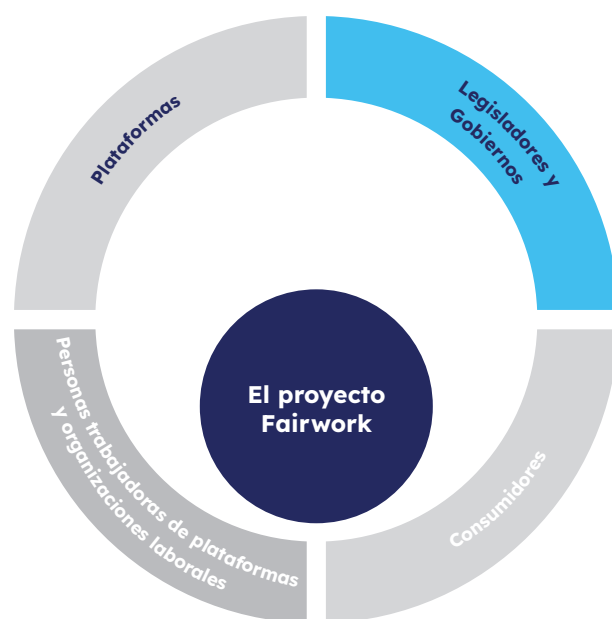 Plataformas
Legisladores y
Gobiernos
El proyecto
Fairwork
Personas trabajadoras de plataformas
y organizaciones laborales
Consumidores